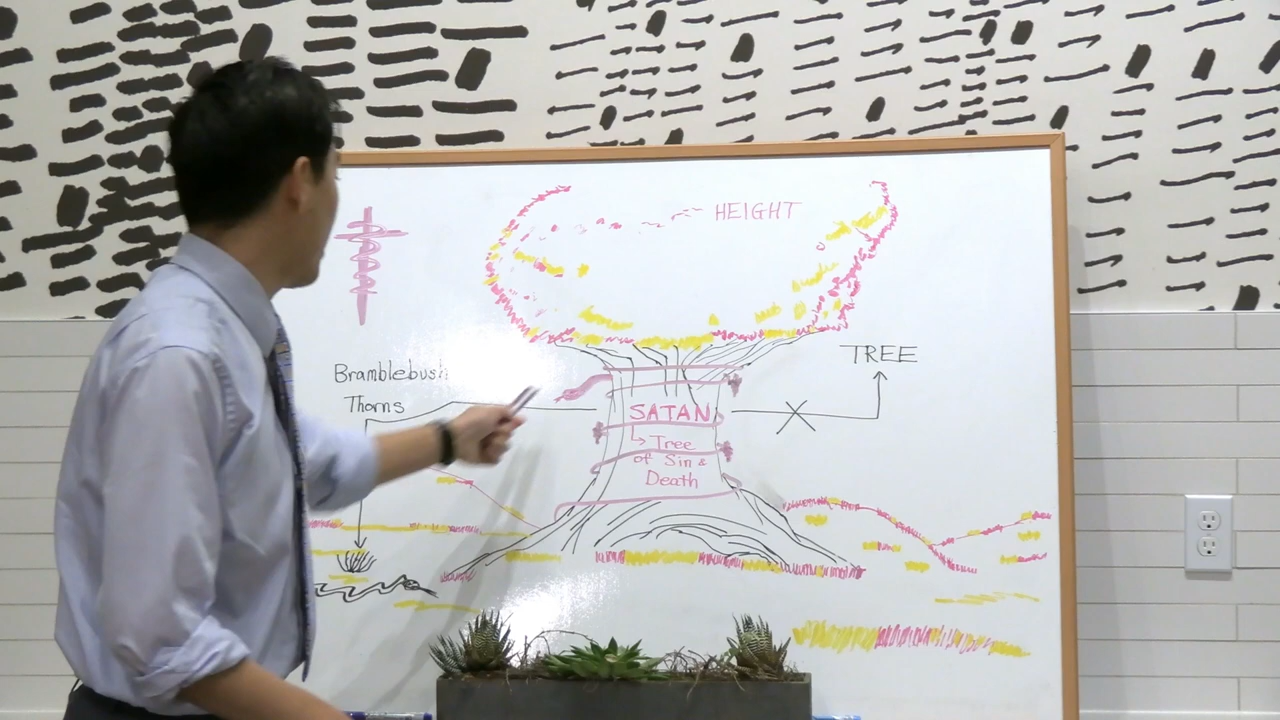 HEIGHT
TREE
Bramblebush
Thorns
SATAN
Tree
of Sin &
Death